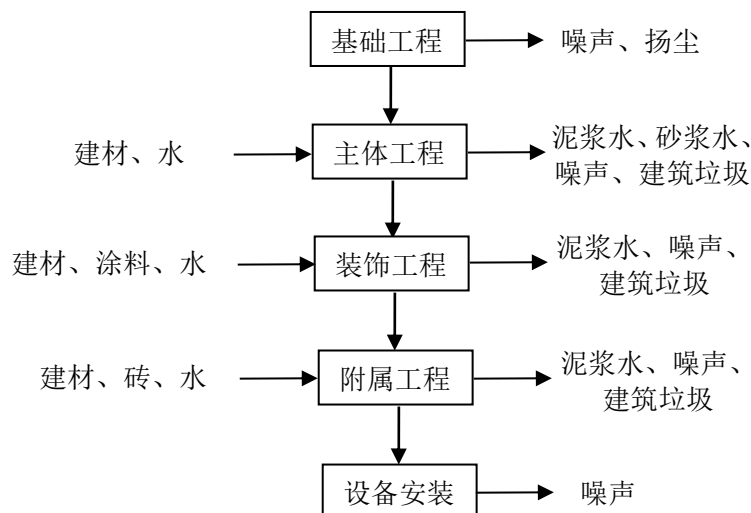 基础工程
噪声、扬尘
建材、水
主体工程
泥浆水、砂浆水、
噪声、建筑垃圾
建材、涂料、水
装饰工程
泥浆水、噪声、
建筑垃圾
建材、砖、水
附属工程
泥浆水、噪声、
建筑垃圾
设备安装
噪声